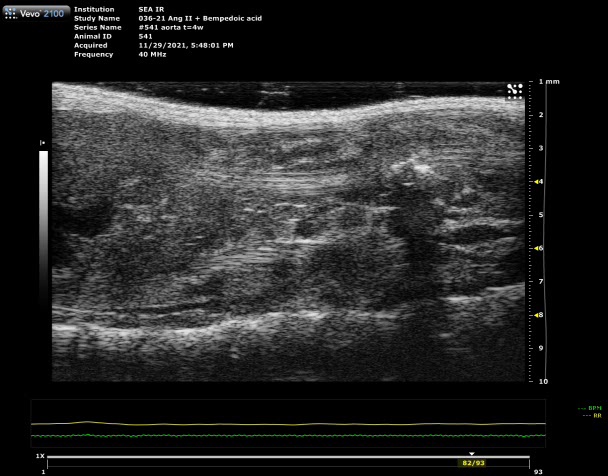 Vevo 2100
Institution SEA IR
Study Name 036-21 Ang II + Bempedoic acid
Series Name #541 aorta t=4w
Animal ID 541
Acquired 11/29/2021, 5:48:01 PM
Frequency 40 MHz
1 mm
2
3
4
5
6
7
8
9
10
BPM
RR
1X
82/93
1
93